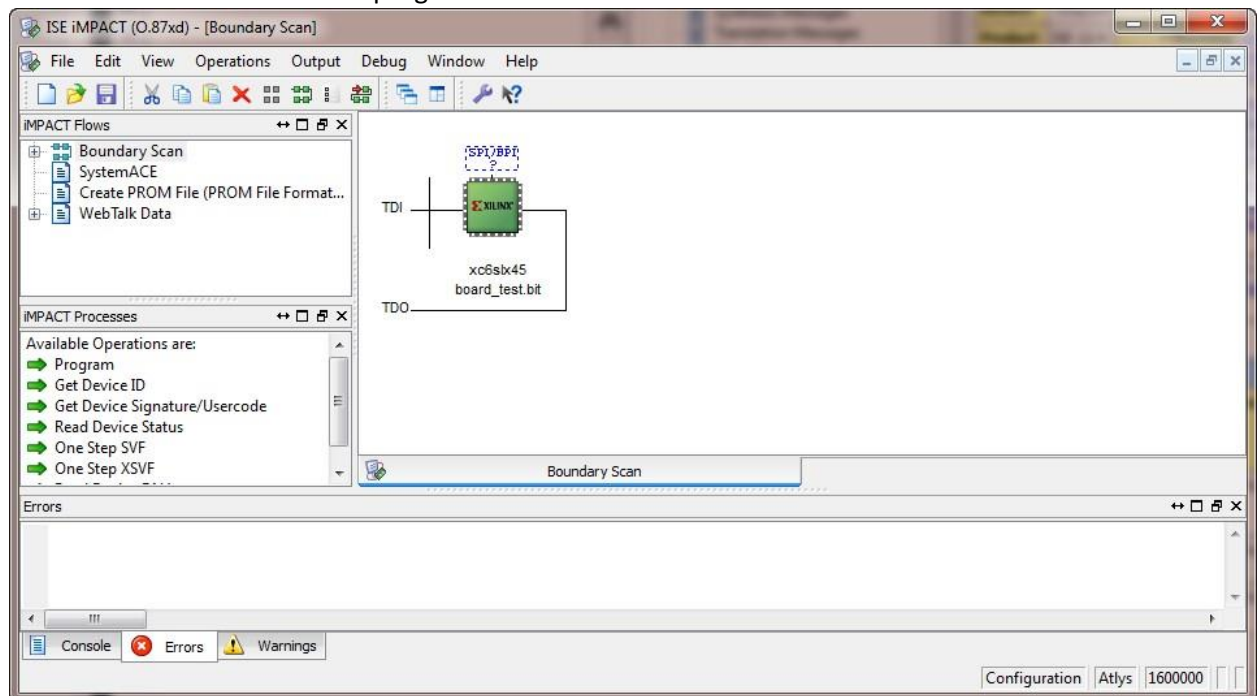 ISE iMPACT (O.87xd) - [Boundary Scan]
File Edit View Operations Output Debug Window Help
iMPACT Flows
Boundary Scan
SystemACE
Create PROM File (PROM File Format...
WebTalk Data
SPI/BPI
?
TDI
XILINX
xc6slx45
board_test.bit
TDO
iMPACT Processes
Available Operations are:
Program
Get Device ID
Get Device Signature/Usercode
Read Device Status
One Step SVF
One Step XSVF
Boundary Scan
Errors
Console Errors Warnings
Configuration Atlys 1600000